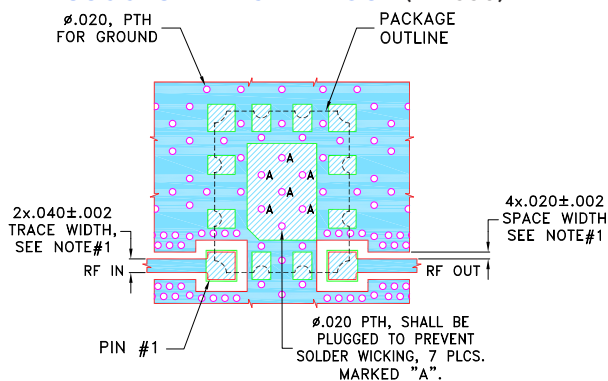 ø.020, PTH
FOR GROUND
PACKAGE
OUTLINE
A
A
A
A
A
A
2x.040±.002
TRACE WIDTH,
SEE NOTE#1
4x.020±.002
SPACE WIDTH
SEE NOTE#1
RF IN
RF OUT
PIN #1
ø.020 PTH, SHALL BE
PLUGGED TO PREVENT
SOLDER WICKING, 7 PLCS.
MARKED "A".